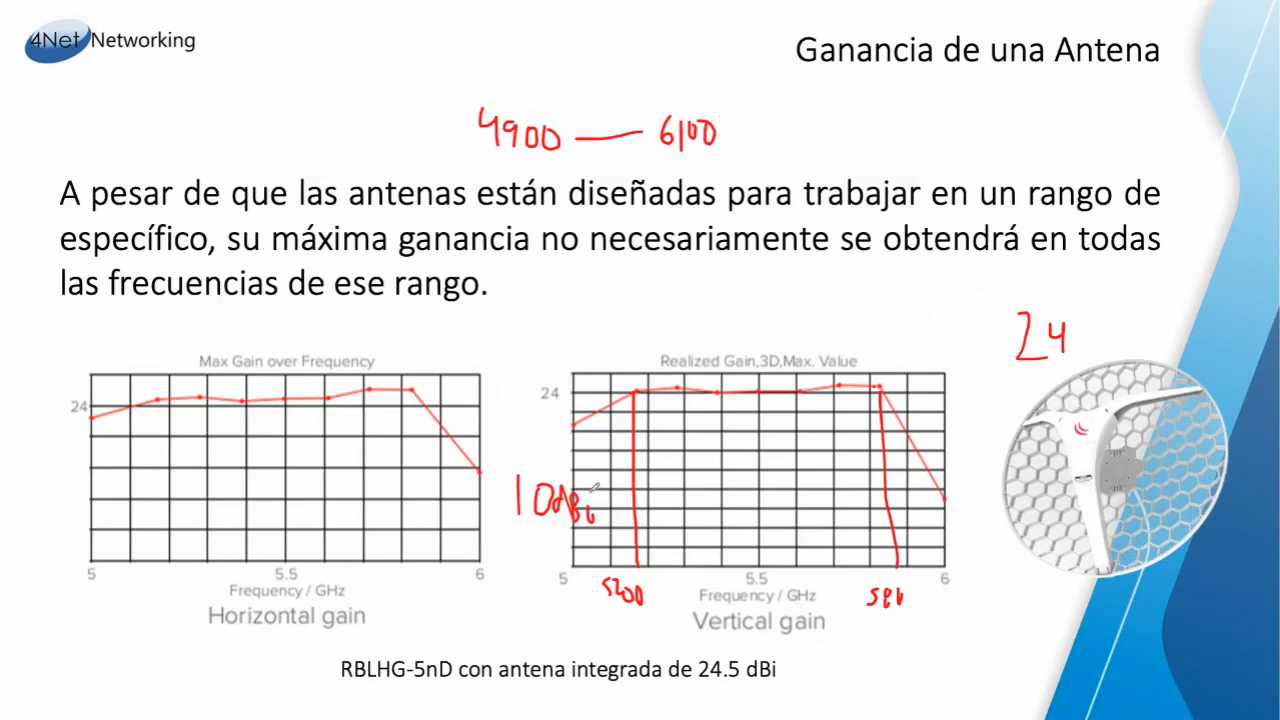 4Net Networking
Ganancia de una Antena
4900 — 6100
A pesar de que las antenas están diseñadas para trabajar en un rango de
específico, su máxima ganancia no necesariamente se obtendrá en todas
las frecuencias de ese rango.
24
Max Gain over Frequency
24
5 5.5 6
Frequency / GHz
Horizontal gain
Realized Gain,3D,Max. Value
24
10dBi
5 5.5 6
5200
Frequency / GHz
Vertical gain
RBLHG-5nD con antena integrada de 24.5 dBi